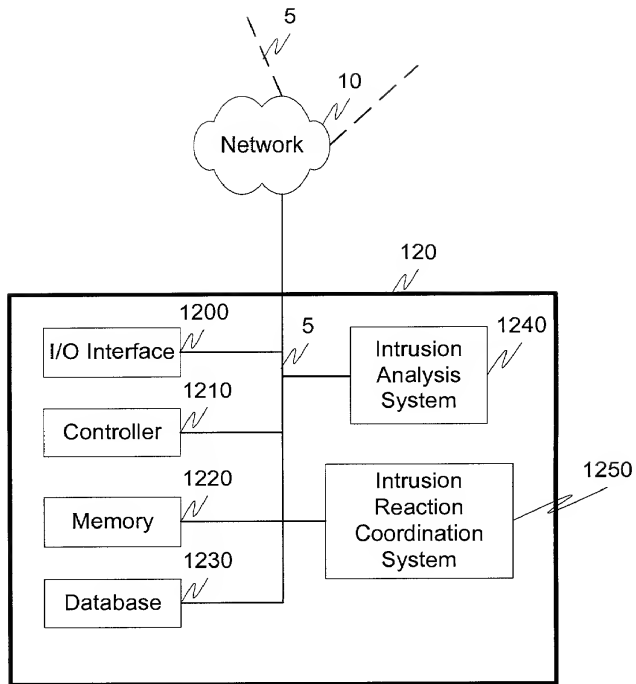 5
10
Network
120
1200
I/O Interface
5
1240
Intrusion
Analysis
System
1210
Controller
1220
Memory
Intrusion
Reaction
Coordination
System
1250
1230
Database